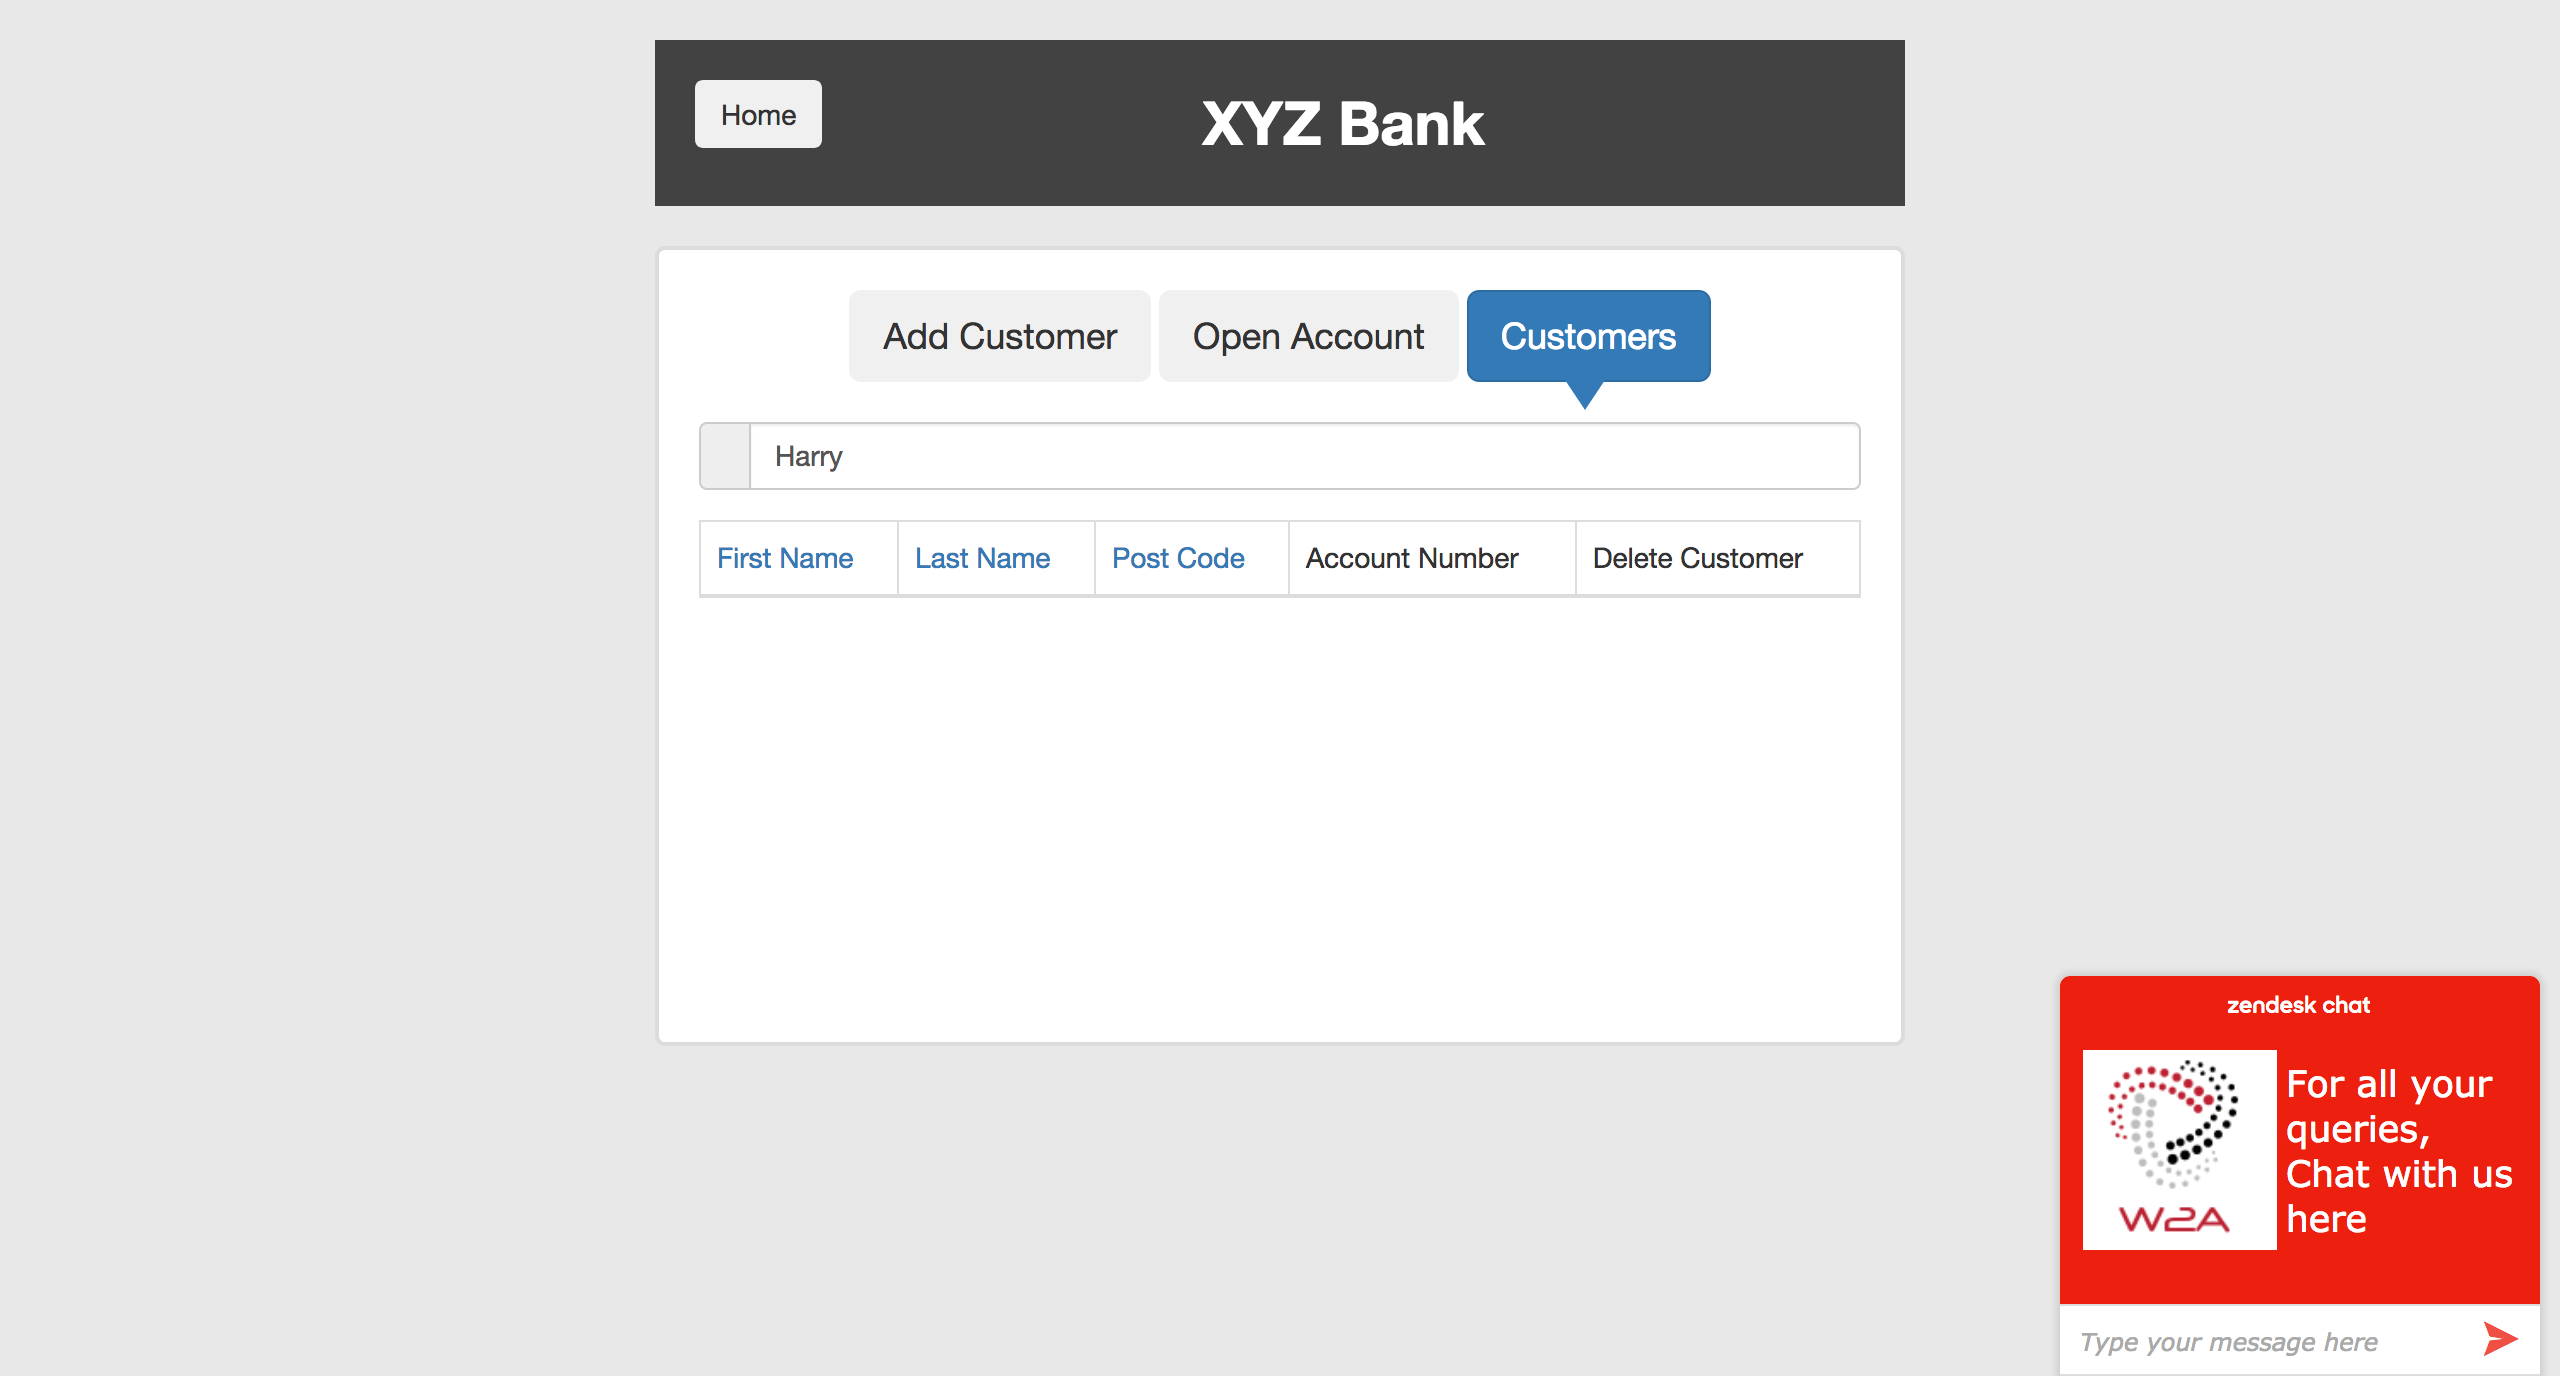 Home
XYZ Bank
Add Customer
Open Account
Customers
Harry
First Name
Last Name
Post Code
Account Number
Delete Customer
zendesk chat
W2A
For all your
queries,
Chat with us
here
Type your message here